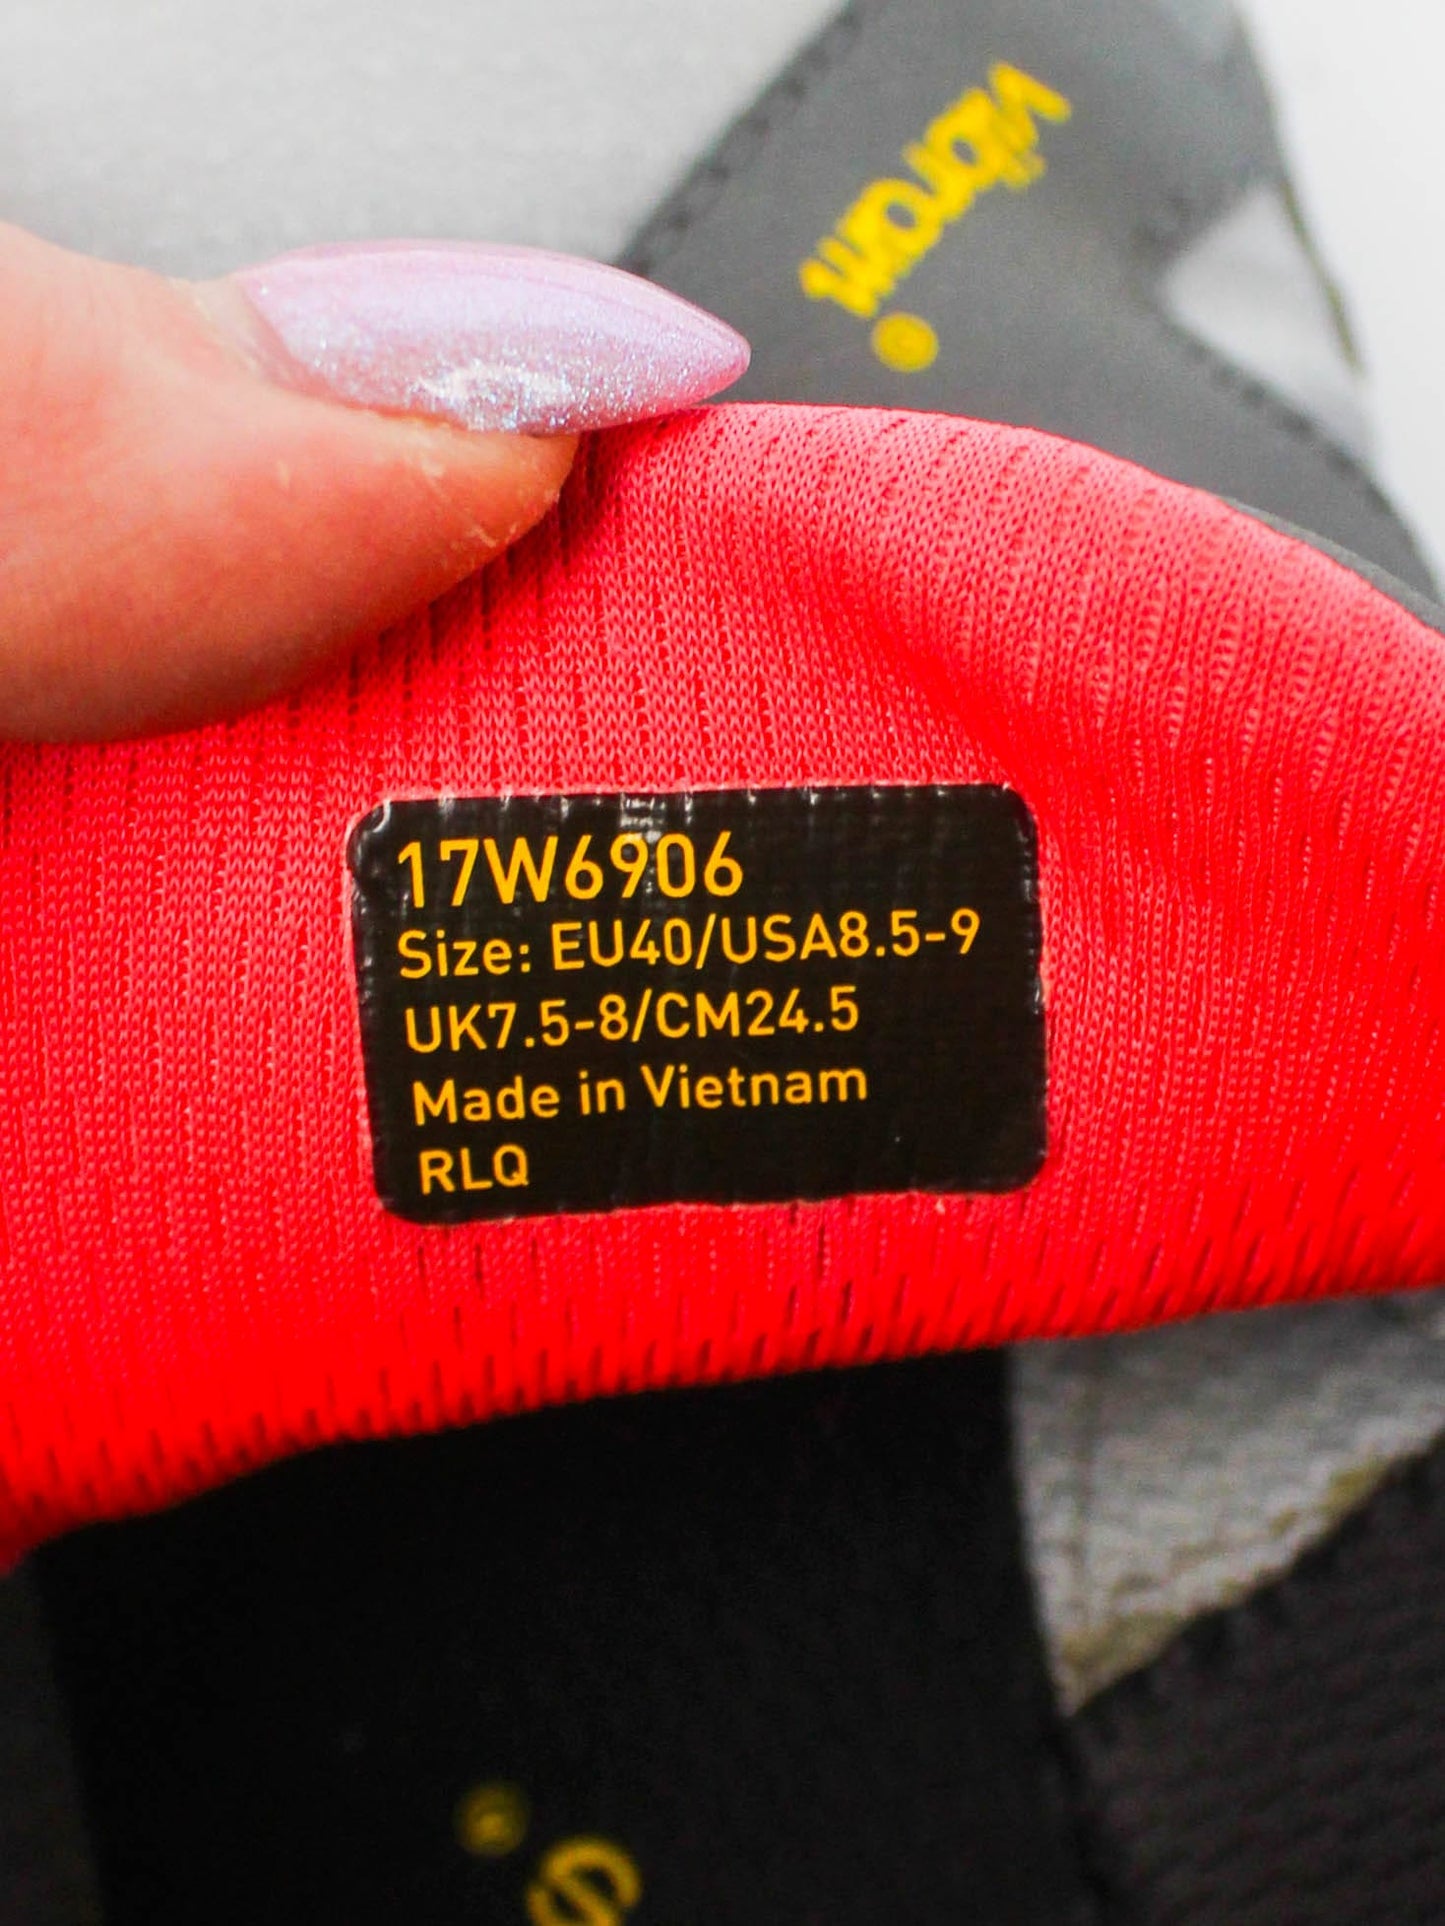 vibram®
17W6906
Size: EU40/USA8.5-9
UK7.5-8/CM24.5
Made in Vietnam
RLQ
®